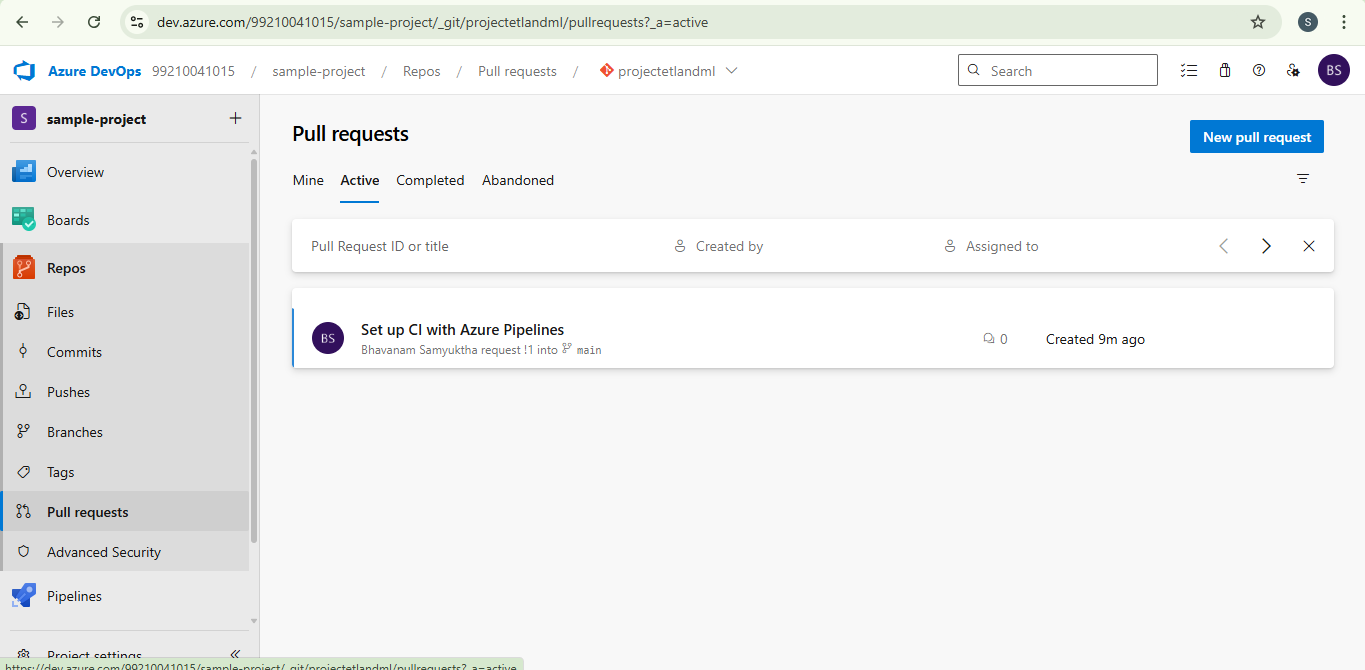 dev.azure.com/99210041015/sample-project/_git/projectetlandml/pullrequests?_a=active
S
Azure DevOps 99210041015 / sample-project / Repos / Pull requests / projectetlandml
Search
BS
S sample-project +
Overview
Boards
Repos
Files
Commits
Pushes
Branches
Tags
Pull requests
Advanced Security
Pipelines
Project settings
https://dev.azure.com/99210041015/sample-project/_git/projectetlandml/pullrequests?_a=active
Pull requests
New pull request
Mine Active Completed Abandoned
Pull Request ID or title Created by Assigned to
BS
Set up CI with Azure Pipelines
Bhavanam Samyuktha request !1 into main
0 Created 9m ago